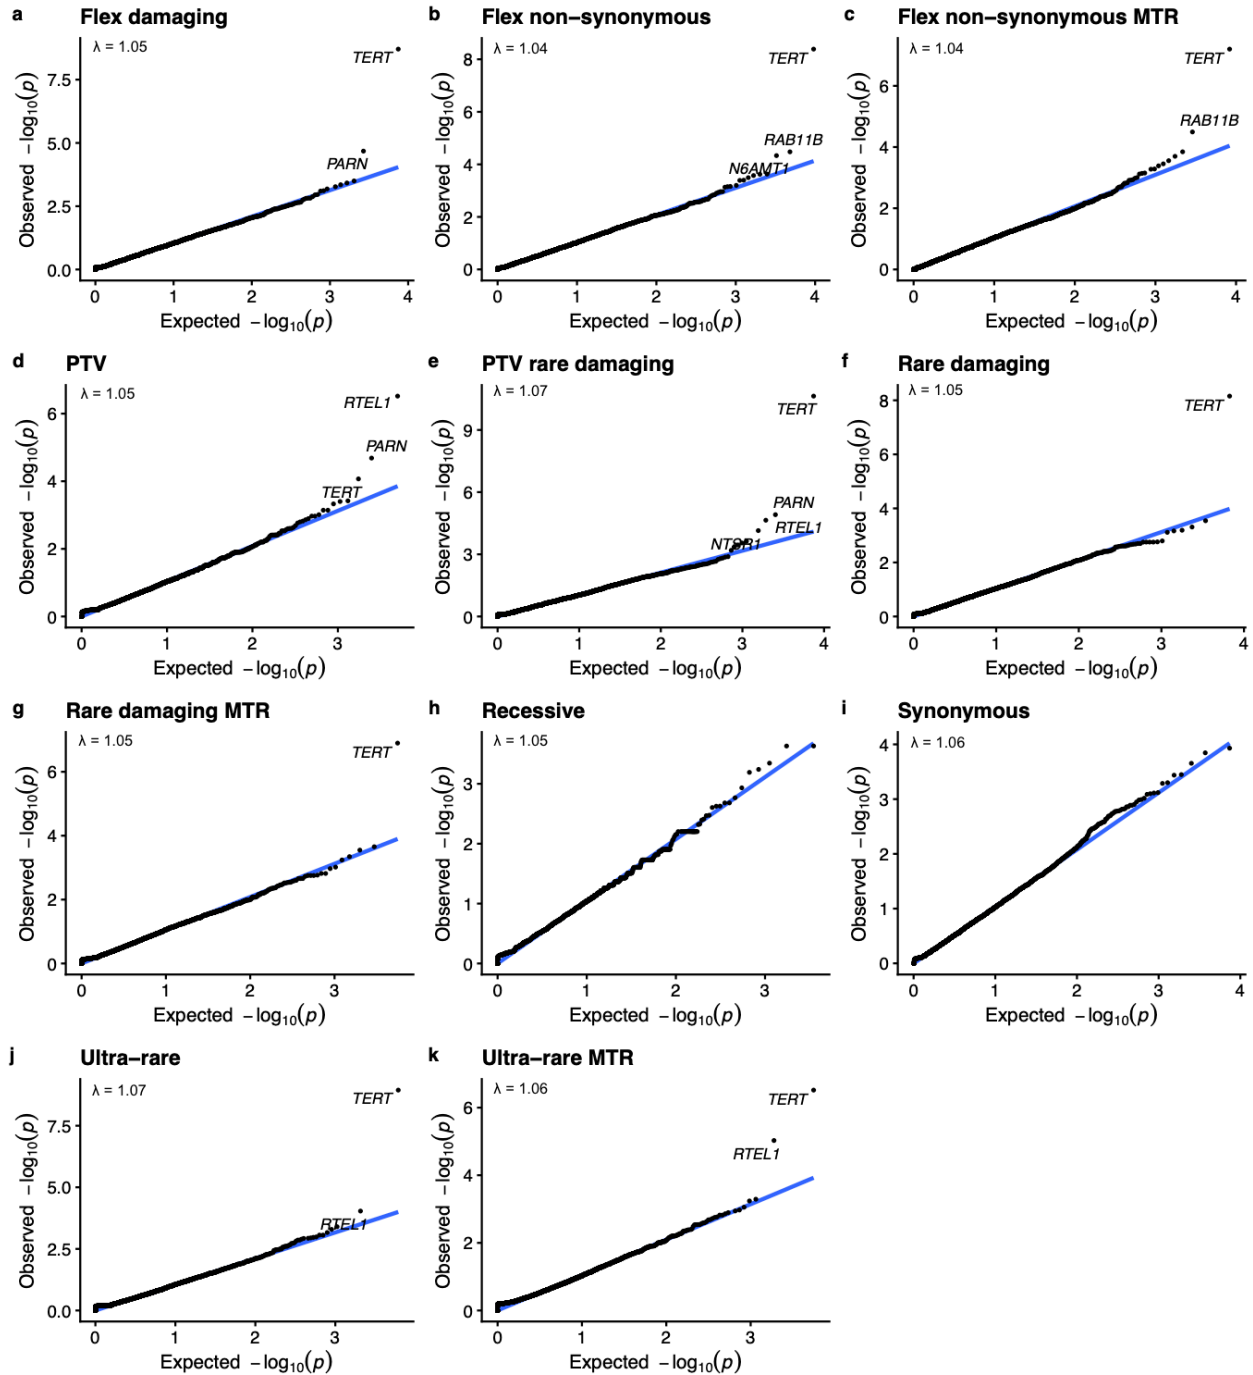 a Flex damaging
λ = 1.05
TERT
PARN
Observed −log10(p)
7.5
5.0
2.5
0.0
0 1 2 3 4
Expected −log10(p)
b Flex non−synonymous
λ = 1.04
TERT
RAB11B
N6AMT1
Observed −log10(p)
8
6
4
2
0
0 1 2 3 4
Expected −log10(p)
c Flex non−synonymous MTR
λ = 1.04
TERT
RAB11B
Observed −log10(p)
6
4
2
0
0 1 2 3 4
Expected −log10(p)
d PTV
λ = 1.05
RTEL1
PARN
TERT
Observed −log10(p)
6
4
2
0
0 1 2 3
Expected −log10(p)
e PTV rare damaging
λ = 1.07
TERT
PARN
RTEL1
NTSR1
Observed −log10(p)
9
6
3
0
0 1 2 3 4
Expected −log10(p)
f Rare damaging
λ = 1.05
TERT
Observed −log10(p)
8
6
4
2
0
0 1 2 3 4
Expected −log10(p)
g Rare damaging MTR
λ = 1.05
TERT
Observed −log10(p)
6
4
2
0
0 1 2 3
Expected −log10(p)
h Recessive
λ = 1.05
Observed −log10(p)
3
2
1
0
0 1 2 3
Expected −log10(p)
i Synonymous
λ = 1.06
Observed −log10(p)
4
3
2
1
0
0 1 2 3 4
Expected −log10(p)
j Ultra−rare
λ = 1.07
TERT
RTEL1
Observed −log10(p)
7.5
5.0
2.5
0.0
0 1 2 3
Expected −log10(p)
k Ultra−rare MTR
λ = 1.06
TERT
RTEL1
Observed −log10(p)
6
4
2
0
0 1 2 3
Expected −log10(p)